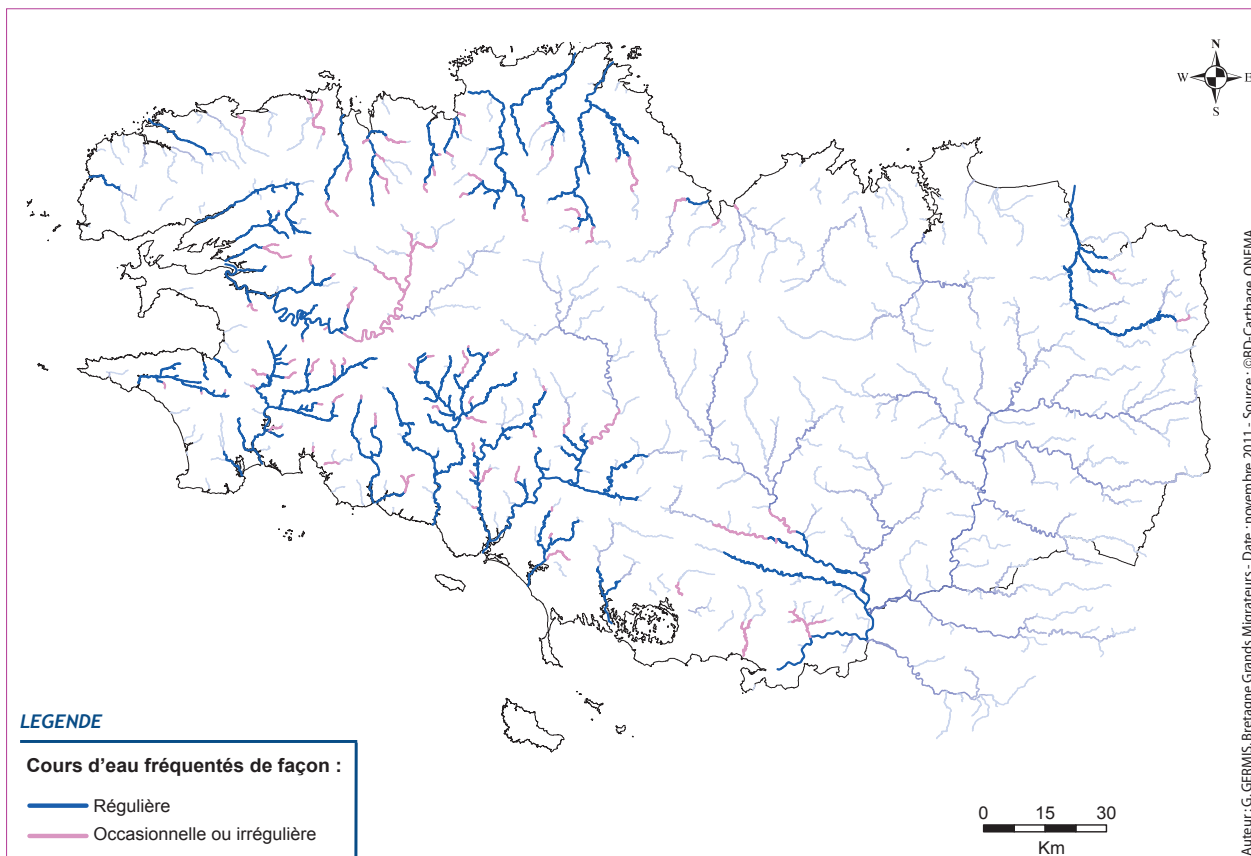 N
W E
S
LEGENDE
Cours d'eau fréquentés de façon :
Régulière
Occasionnelle ou irrégulière
0 15 30
Km
Auteur : G. GERMIS, Bretagne Grands Migrateurs - Date : novembre 2011 - Source : ©BD-Carthage, ONEMA